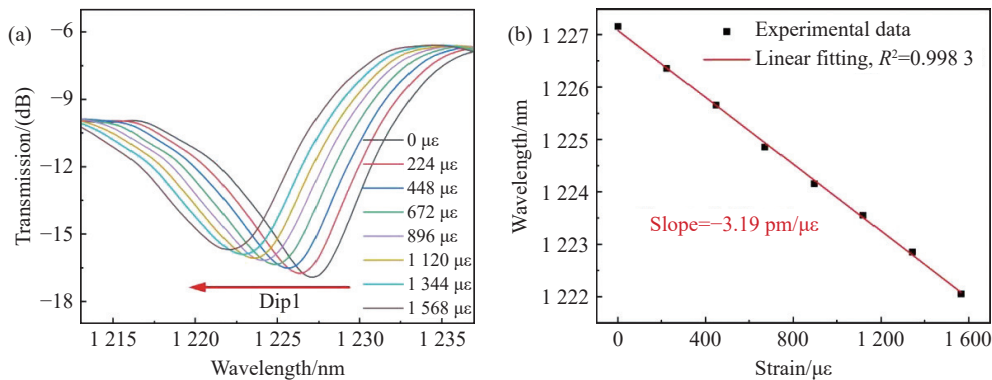 (a)
−6
−9
−12
−15
−18
Transmission/(dB)
0 με
224 με
448 με
672 με
896 με
1 120 με
1 344 με
1 568 με
Dip1
1 215
1 220
1 225
1 230
1 235
Wavelength/nm
(b)
1 227
1 226
1 225
1 224
1 223
1 222
Wavelength/nm
Experimental data
Linear fitting, R²=0.998 3
Slope=−3.19 pm/με
0
400
800
1 200
1 600
Strain/με